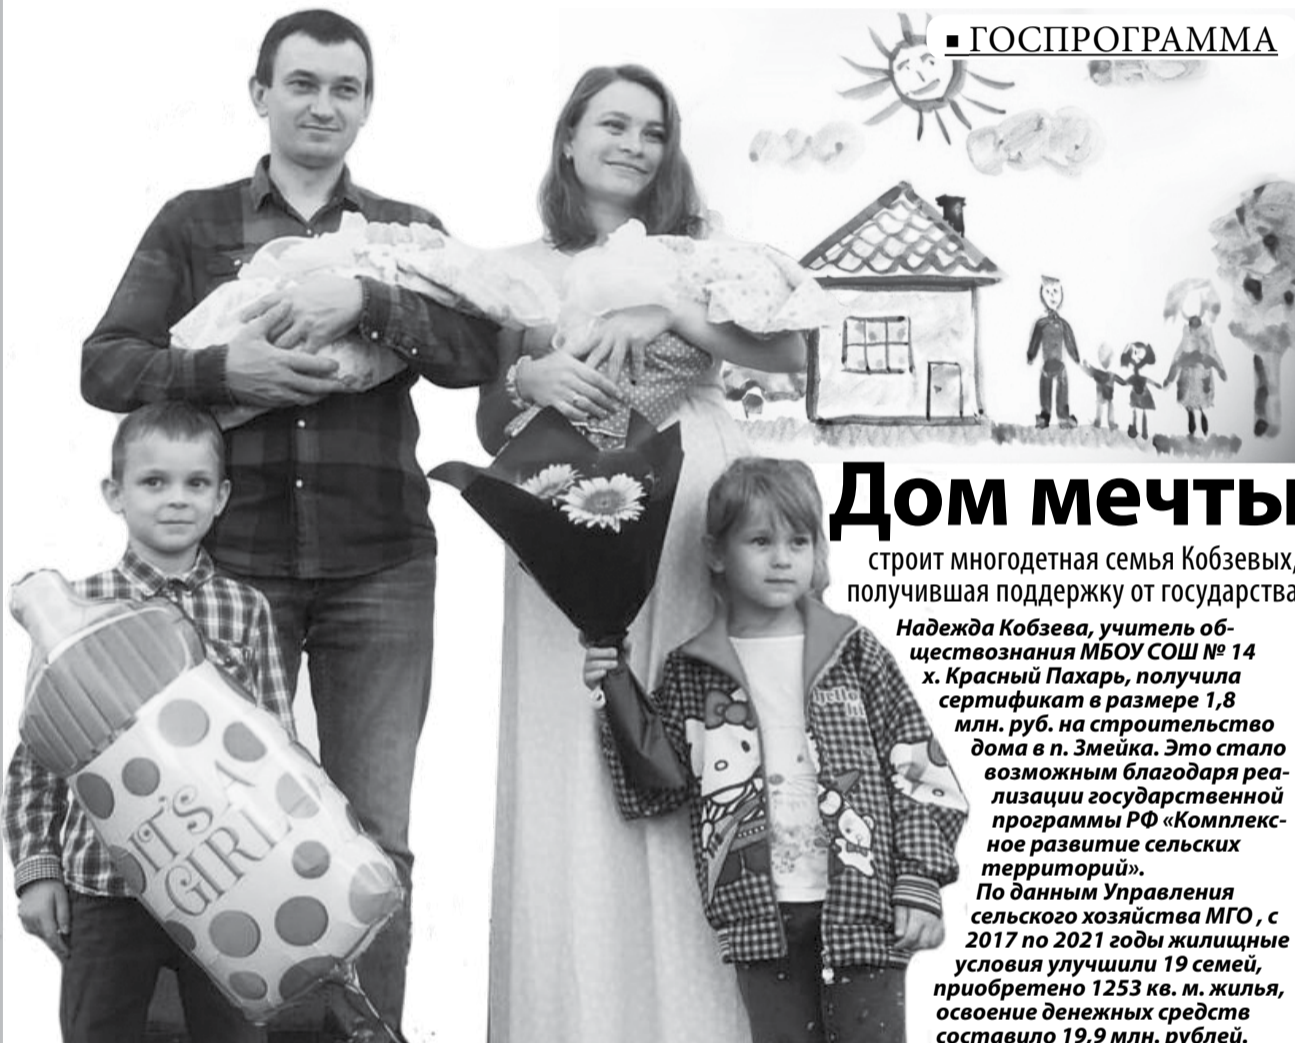 ▪ ГОСПРОГРАММА
Дом мечты
строит многодетная семья Кобзевых,
получившая поддержку от государства
Надежда Кобзева, учитель об-
ществознания МБОУ СОШ № 14
х. Красный Пахарь, получила
сертификат в размере 1,8
млн. руб. на строительство
дома в п. Змейка. Это стало
возможным благодаря реа-
лизации государственной
программы РФ «Комплекс-
ное развитие сельских
территорий».
По данным Управления
сельского хозяйства МГО , с
2017 по 2021 годы жилищные
условия улучшили 19 семей,
приобретено 1253 кв. м. жилья,
освоение денежных средств
составило 19,9 млн. рублей.
IT'S A
GIRL
hello